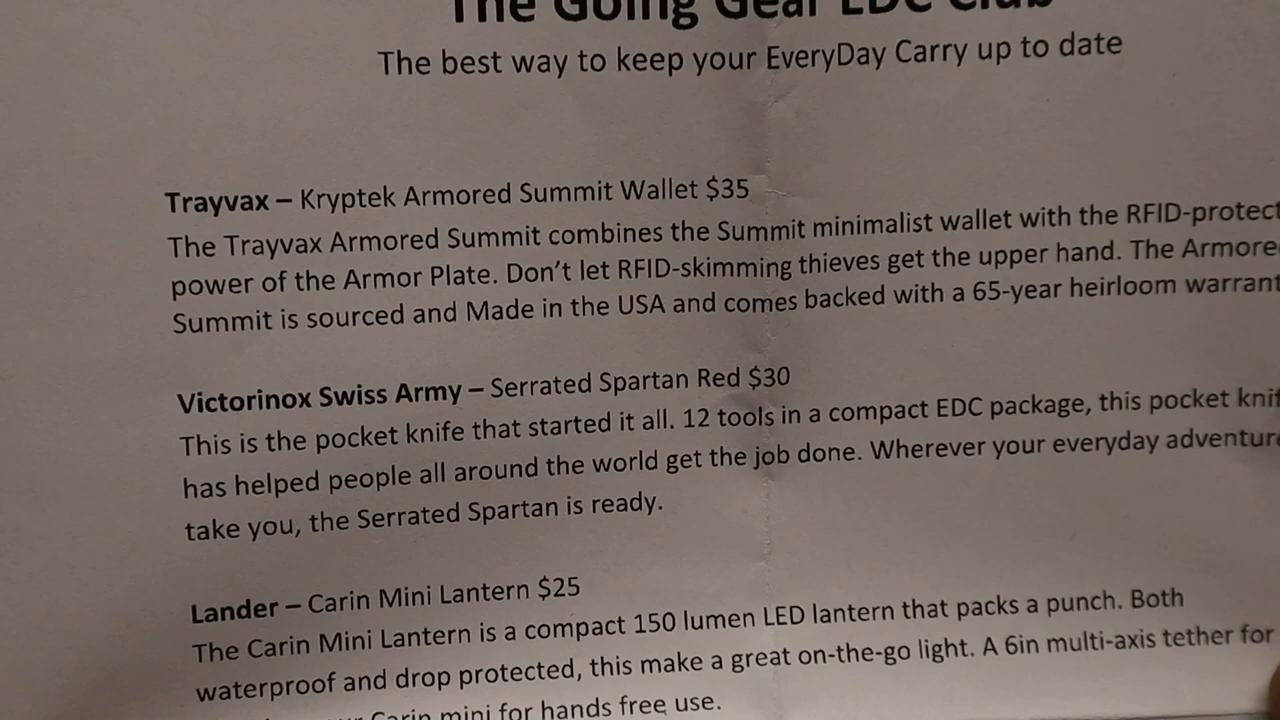 The Going Gear EDC Club
The best way to keep your EveryDay Carry up to date
Trayvax – Kryptek Armored Summit Wallet $35
The Trayvax Armored Summit combines the Summit minimalist wallet with the RFID-protect
power of the Armor Plate. Don't let RFID-skimming thieves get the upper hand. The Armore
Summit is sourced and Made in the USA and comes backed with a 65-year heirloom warrant
Victorinox Swiss Army – Serrated Spartan Red $30
This is the pocket knife that started it all. 12 tools in a compact EDC package, this pocket knif
has helped people all around the world get the job done. Wherever your everyday adventure
take you, the Serrated Spartan is ready.
Lander – Carin Mini Lantern $25
The Carin Mini Lantern is a compact 150 lumen LED lantern that packs a punch. Both
waterproof and drop protected, this make a great on-the-go light. A 6in multi-axis tether for
Carin mini for hands free use.